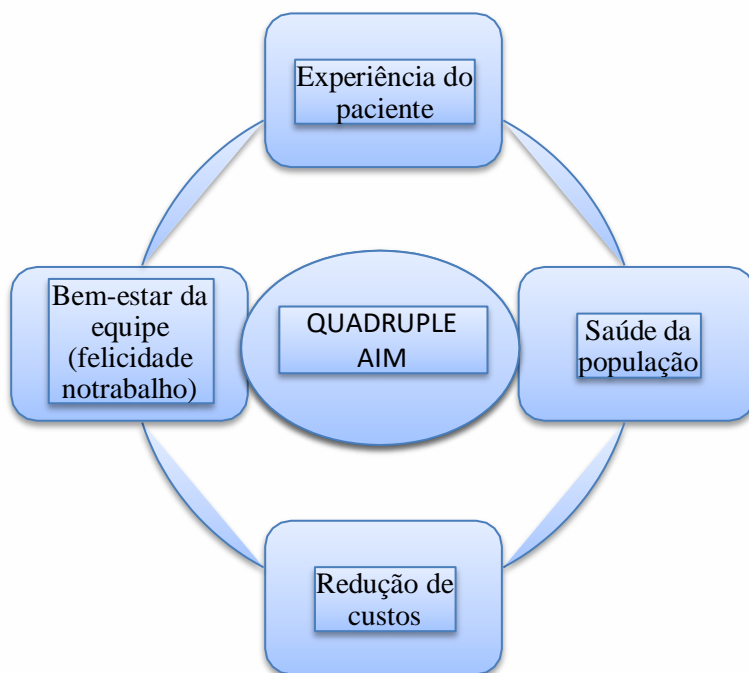 Experiência do
paciente
Bem-estar da
equipe
(felicidade
notrabalho)
QUADRUPLE
AIM
Saúde da
população
Redução de
custos